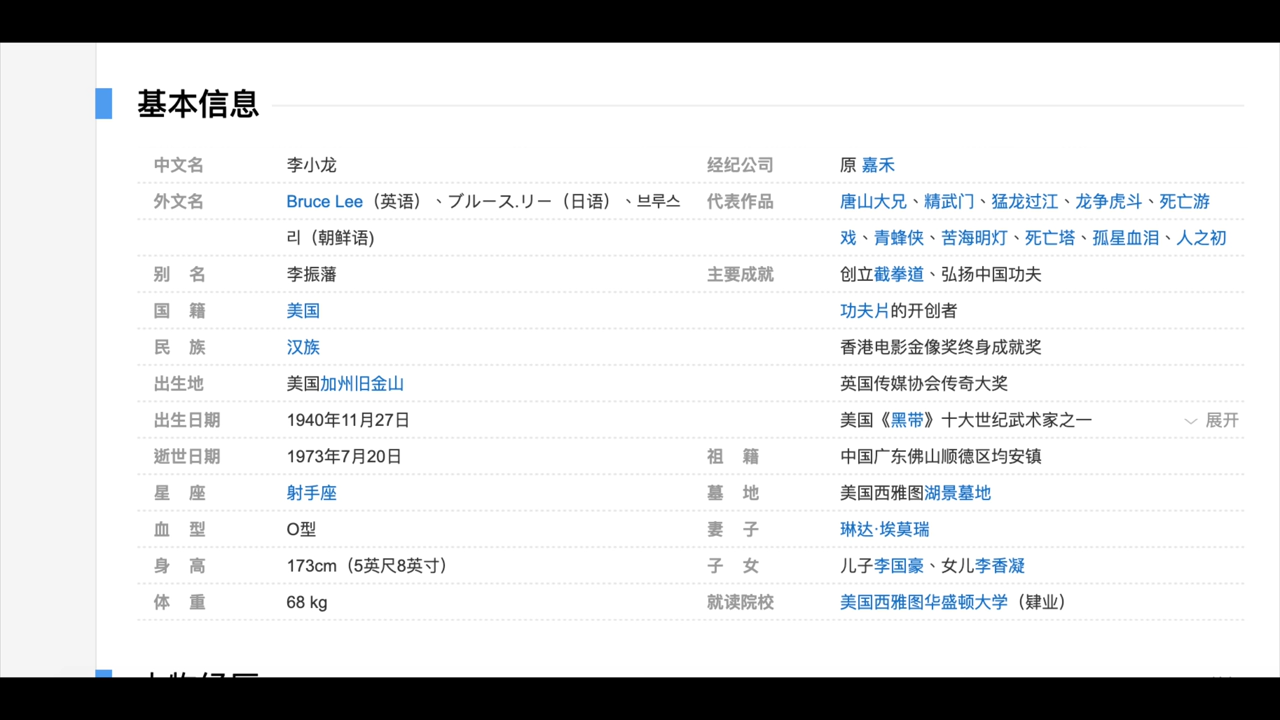 基本信息
中文名 李小龙
外文名 Bruce Lee（英语）、ブルース.リー（日语）、브루스
리（朝鲜语)
别 名 李振藩
国 籍 美国
民 族 汉族
出生地 美国加州旧金山
出生日期 1940年11月27日
逝世日期 1973年7月20日
星 座 射手座
血 型 O型
身 高 173cm（5英尺8英寸）
体 重 68 kg
经纪公司 原 嘉禾
代表作品 唐山大兄、精武门、猛龙过江、龙争虎斗、死亡游
戏、青蜂侠、苦海明灯、死亡塔、孤星血泪、人之初
主要成就 创立截拳道、弘扬中国功夫
功夫片的开创者
香港电影金像奖终身成就奖
英国传媒协会传奇大奖
美国《黑带》十大世纪武术家之一 展开
祖 籍 中国广东佛山顺德区均安镇
墓 地 美国西雅图湖景墓地
妻 子 琳达·埃莫瑞
子 女 儿子李国豪、女儿李香凝
就读院校 美国西雅图华盛顿大学（肄业）